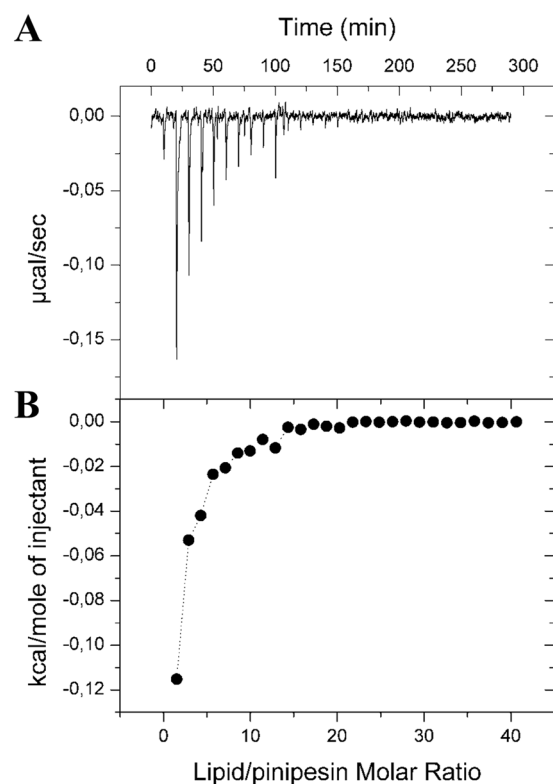 A
Time (min)
0 50 100 150 200 250 300
0,00
-0,05
-0,10
-0,15
µcal/sec
B
0,00
-0,02
-0,04
-0,06
-0,08
-0,10
-0,12
kcal/mole of injectant
0 10 20 30 40
Lipid/pinipesin Molar Ratio